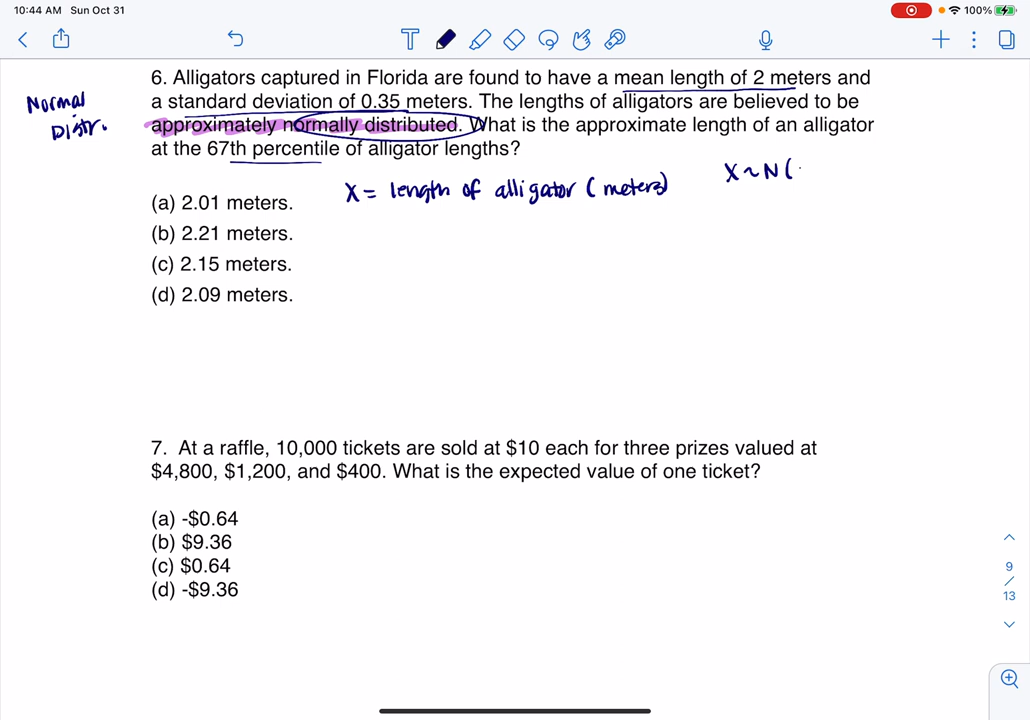 10:44 AM Sun Oct 31
100%
6. Alligators captured in Florida are found to have a mean length of 2 meters and
a standard deviation of 0.35 meters. The lengths of alligators are believed to be
approximately normally distributed. What is the approximate length of an alligator
at the 67th percentile of alligator lengths?
Normal
Distr.
X = length of alligator (meters)
X ~ N (
(a) 2.01 meters.
(b) 2.21 meters.
(c) 2.15 meters.
(d) 2.09 meters.
7. At a raffle, 10,000 tickets are sold at $10 each for three prizes valued at
$4,800, $1,200, and $400. What is the expected value of one ticket?
(a) -$0.64
(b) $9.36
(c) $0.64
(d) -$9.36
9
/
13